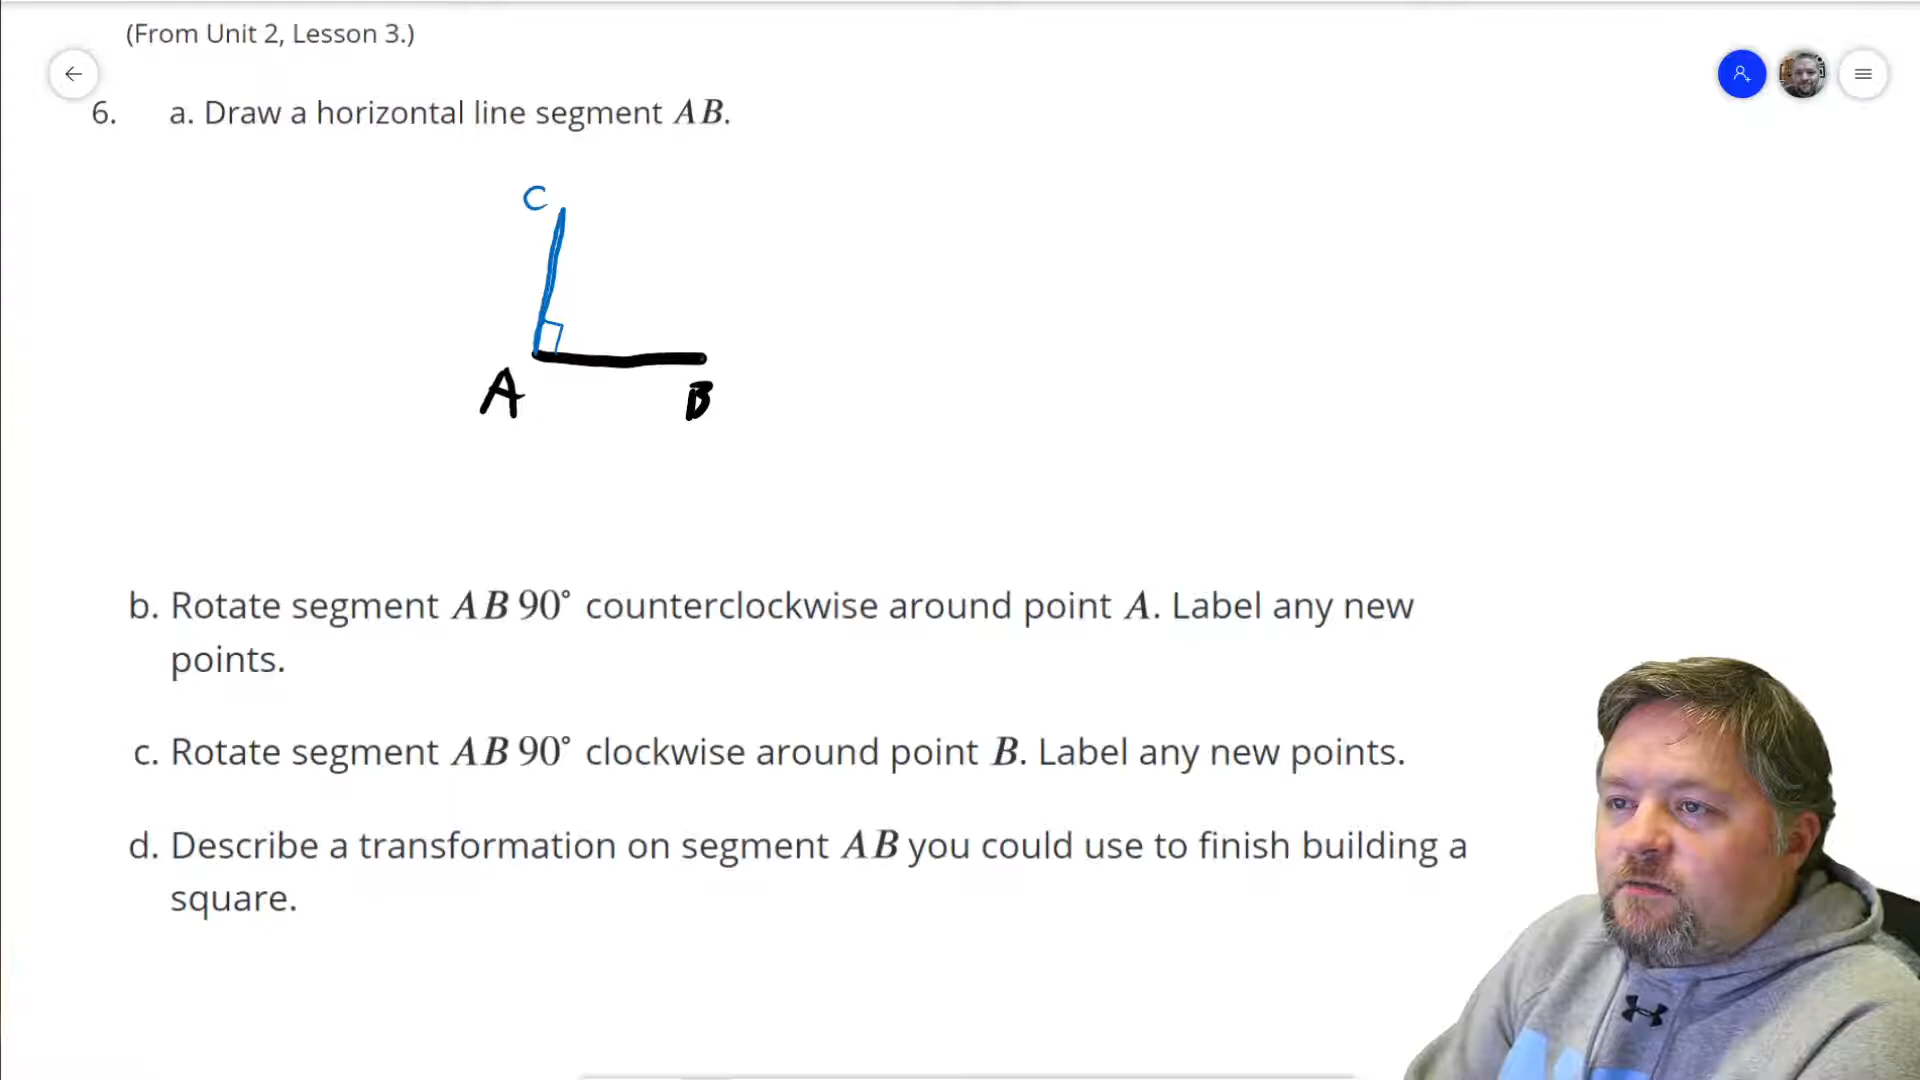 (From Unit 2, Lesson 3.)
6. a. Draw a horizontal line segment AB.
C
A
B
b. Rotate segment AB 90° counterclockwise around point A. Label any new
points.
c. Rotate segment AB 90° clockwise around point B. Label any new points.
d. Describe a transformation on segment AB you could use to finish building a
square.